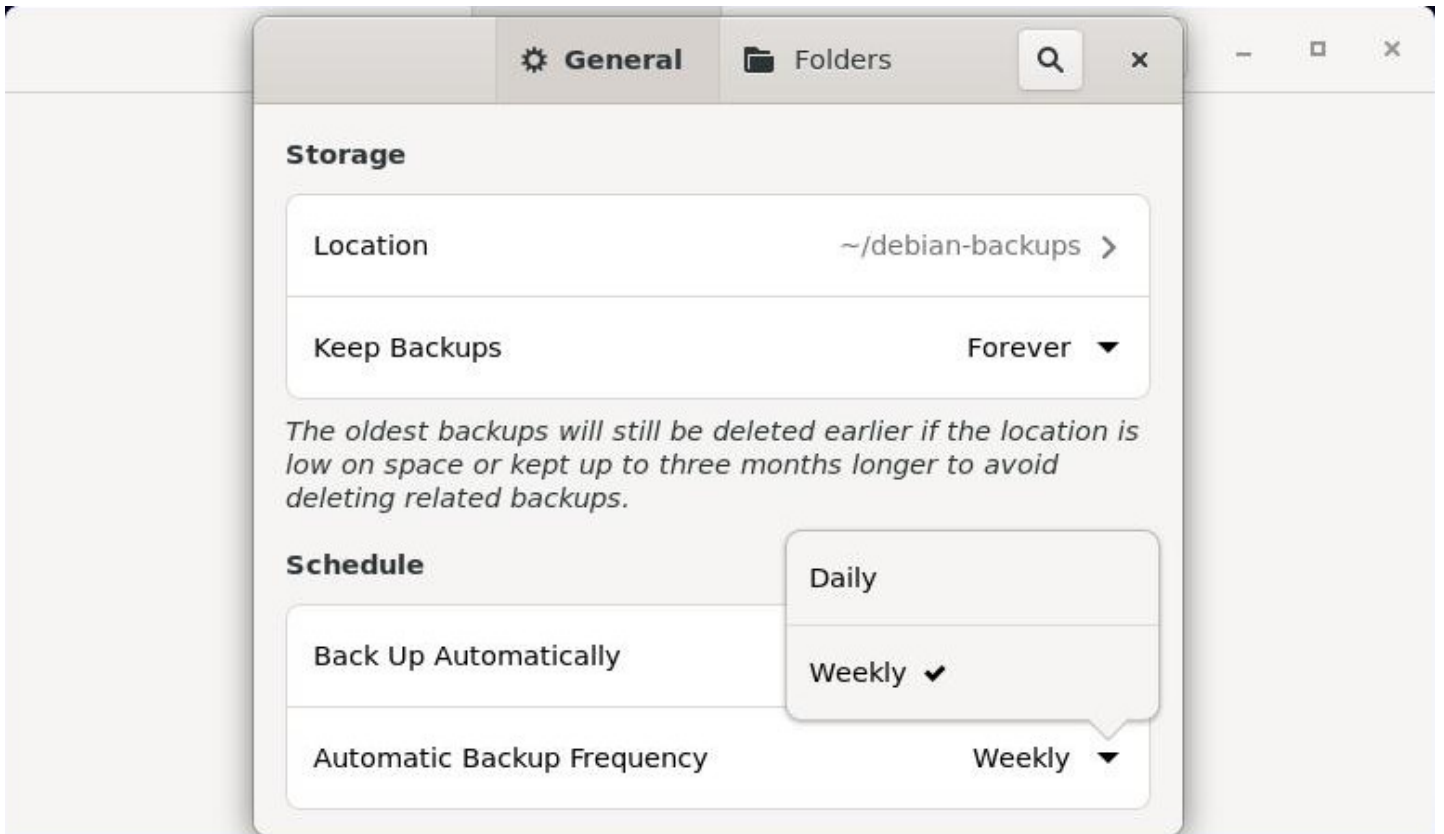 General
Folders
Storage
Location
~/debian-backups
Keep Backups
Forever
The oldest backups will still be deleted earlier if the location is
low on space or kept up to three months longer to avoid
deleting related backups.
Schedule
Daily
Back Up Automatically
Weekly
Automatic Backup Frequency
Weekly